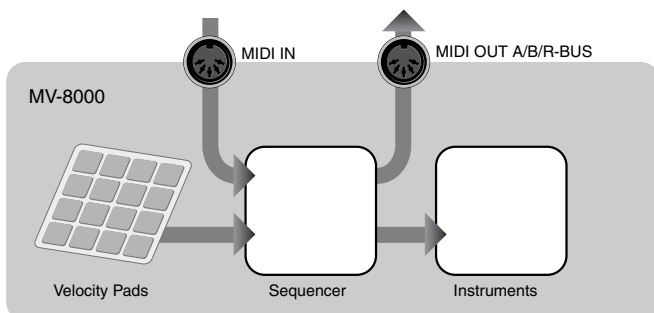 MIDI IN
MIDI OUT A/B/R-BUS
MV-8000
Velocity Pads
Sequencer
Instruments